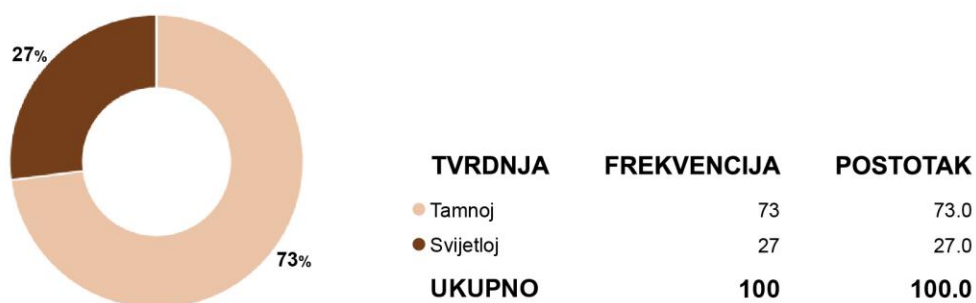 27%
73%
TVRDNJA FREKVENCIJA POSTOTAK
Tamnoj 73 73.0
Svijetloj 27 27.0
UKUPNO 100 100.0